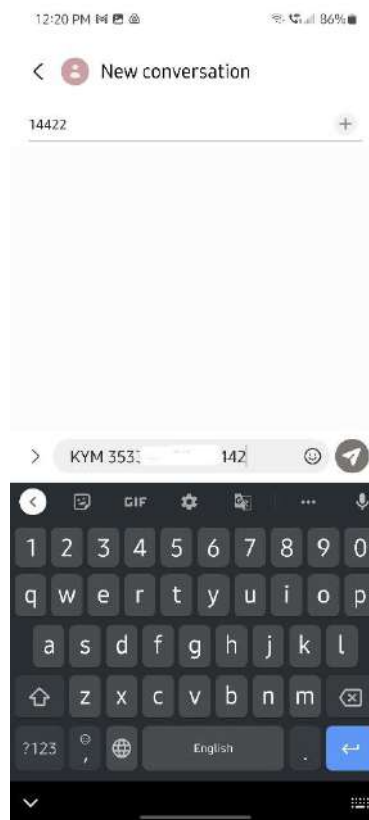 12:20 PM
86%
New conversation
14422
+
KYM 353 142
GIF
1 2 3 4 5 6 7 8 9 0
q w e r t y u i o p
a s d f g h j k l
z x c v b n m
?123 , English .